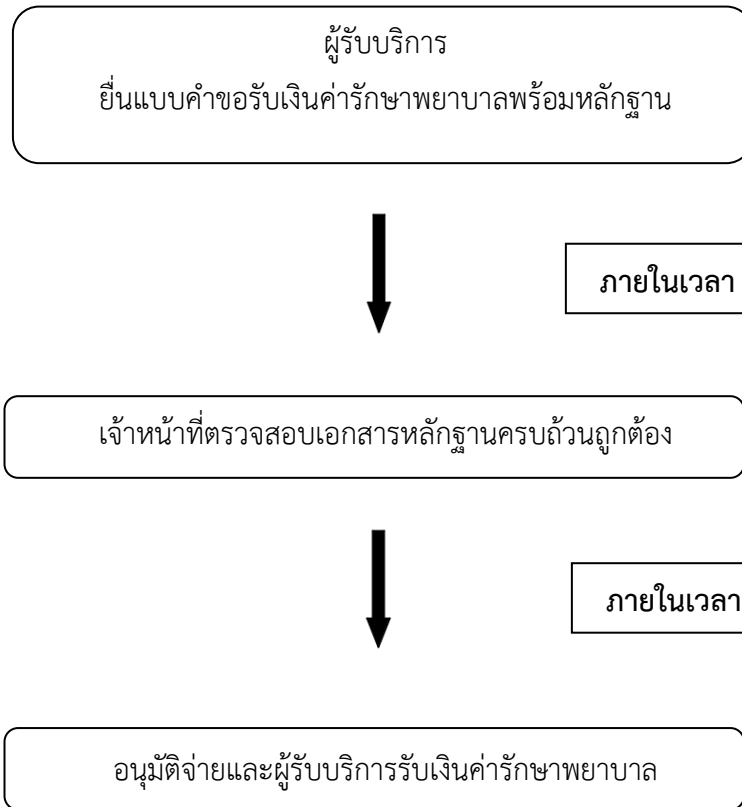 ผู้รับบริการ
ยื่นแบบคำขอรับเงินค่ารักษาพยาบาลพร้อมหลักฐาน
ภายในเวลา
เจ้าหน้าที่ตรวจสอบเอกสารหลักฐานครบถ้วนถูกต้อง
ภายในเวลา
อนุมัติจ่ายและผู้รับบริการรับเงินค่ารักษาพยาบาล